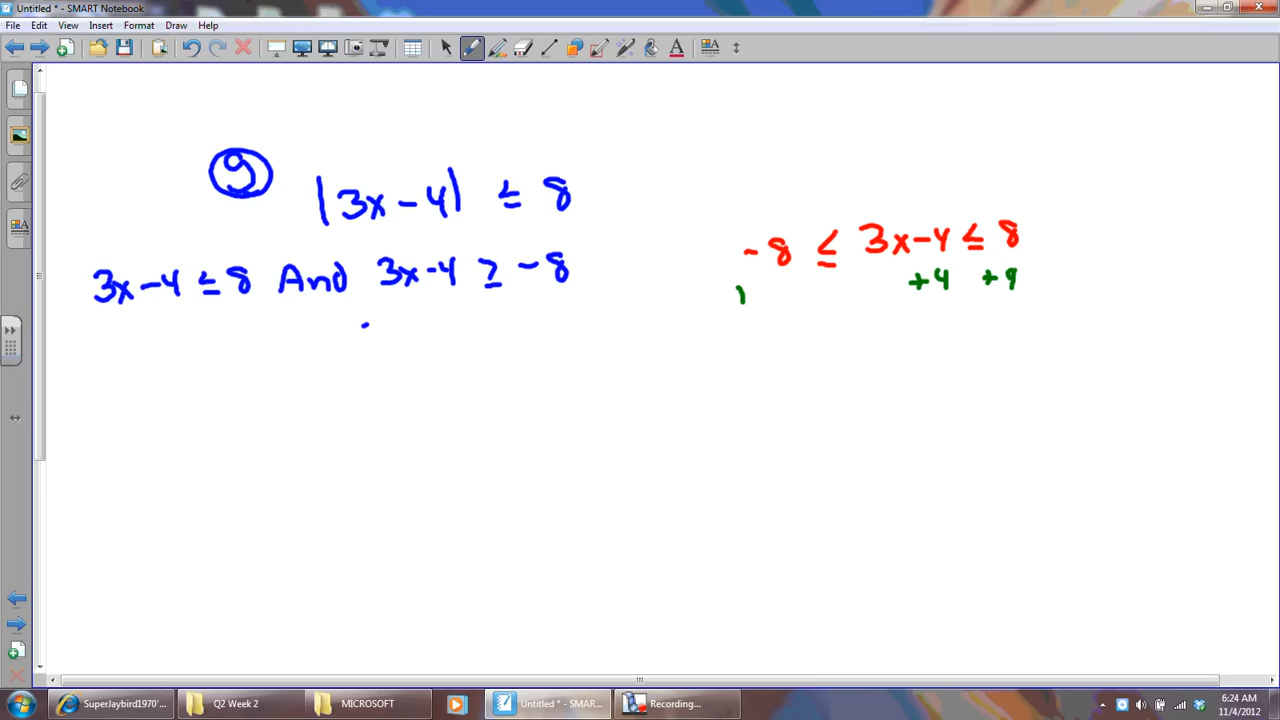 Untitled * - SMART Notebook
File Edit View Insert Format Draw Help
9
|3x-4| ≤ 8
3x-4 ≤ 8 And 3x-4 ≥ -8
-8 ≤ 3x-4 ≤ 8
+4 +4
SuperJaybird1970'... Q2 Week 2 MICROSOFT Untitled * - SMAR... Recording...
6:24 AM
11/4/2012